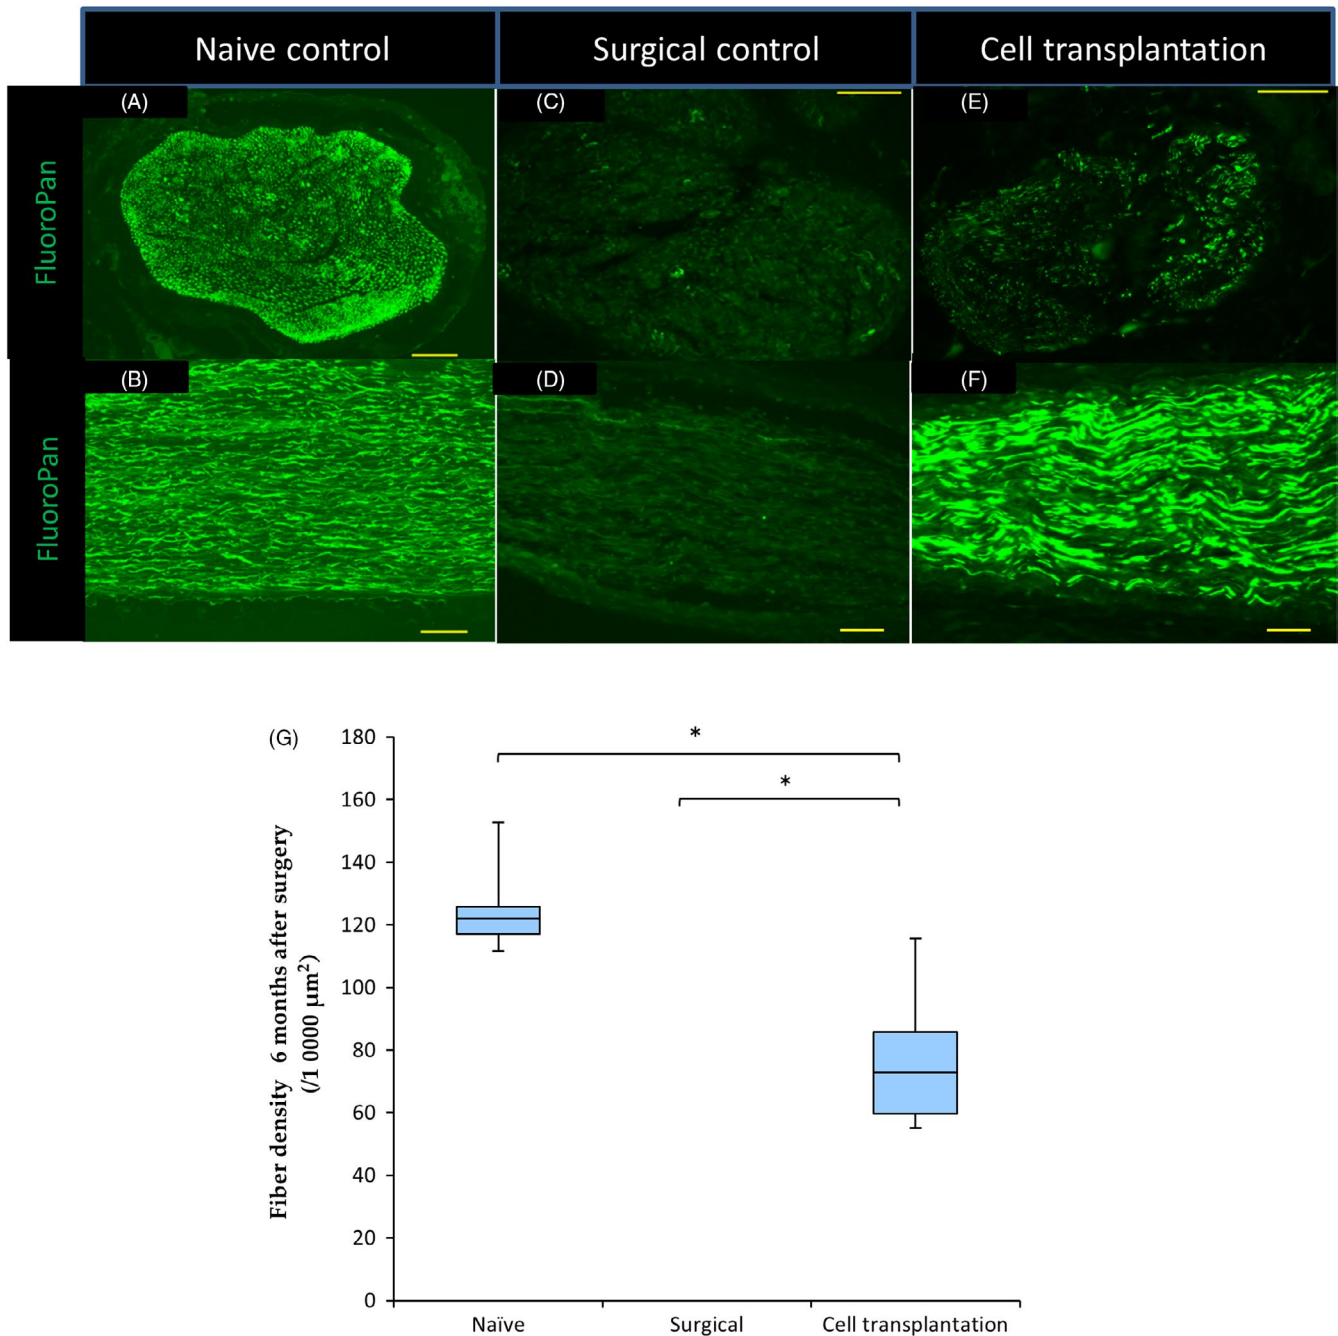 Naive control
Surgical control
Cell transplantation
(A)
(C)
(E)
FluoroPan
(B)
(D)
(F)
FluoroPan
(G)
Fiber density 6 months after surgery
(/1 0000 µm²)
180
160
140
120
100
80
60
40
20
0
*
*
Naïve
Surgical
Cell transplantation